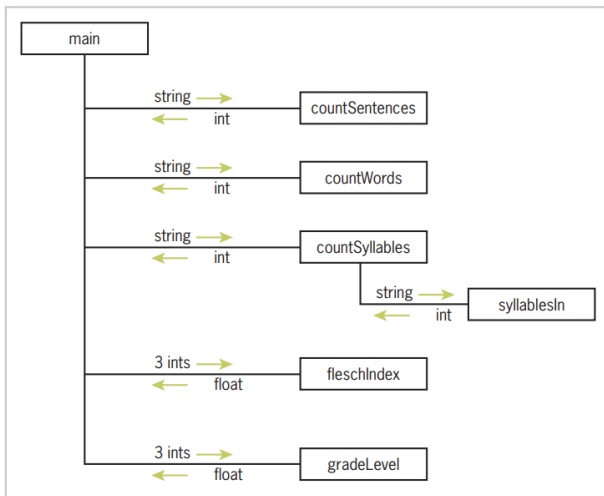 main
string
countSentences
int
string
countWords
int
string
countSyllables
int
string
syllablesIn
int
3 ints
fleschIndex
float
3 ints
gradeLevel
float